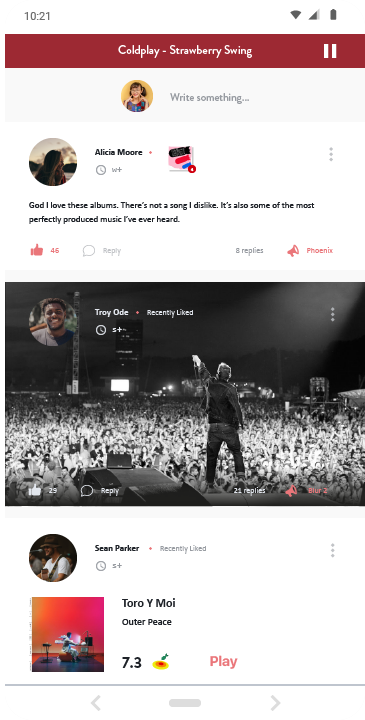 10:21
Coldplay - Strawberry Swing
Write something...
Alicia Moore •
w+
God I love these albums. There's not a song I dislike. It's also some of the most
perfectly produced music I've ever heard.
46 Reply 8 replies Phoenix
Troy Ode • Recently Liked
s+
29 Reply 21 replies Blur 2
Sean Parker • Recently Liked
s+
Toro Y Moi
Outer Peace
7.3 Play